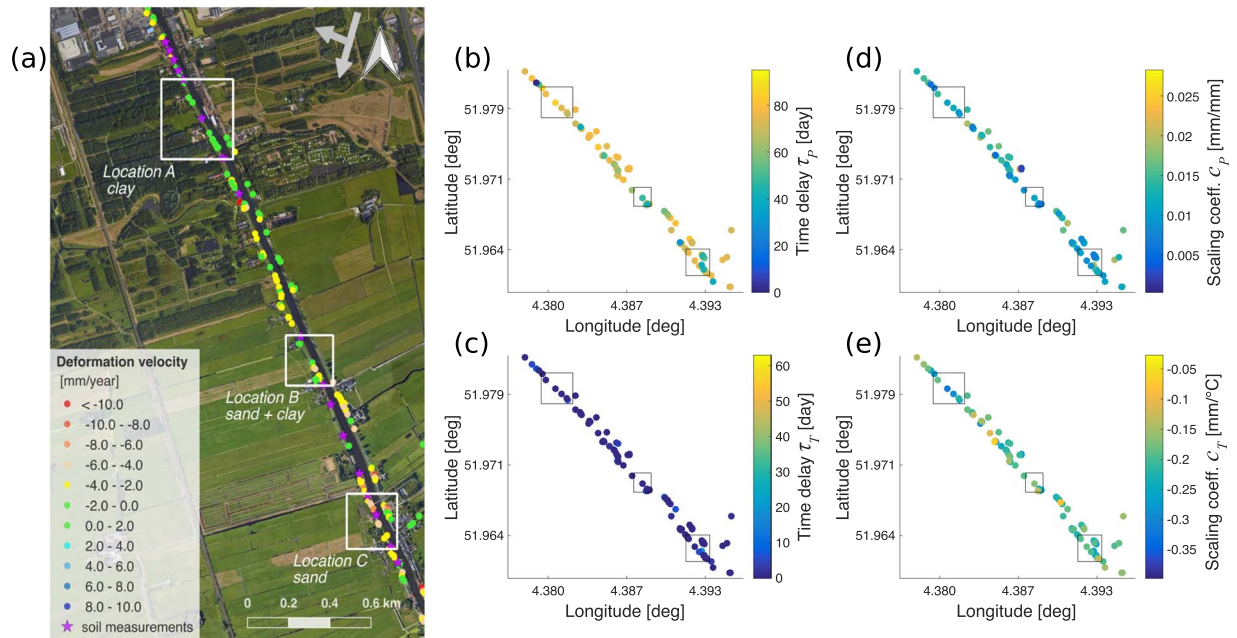 (a)
Location A
clay
Location B
sand + clay
Location C
sand
Deformation velocity
[mm/year]
< -10.0
-10.0 - -8.0
-8.0 - -6.0
-6.0 - -4.0
-4.0 - -2.0
-2.0 - 0.0
0.0 - 2.0
2.0 - 4.0
4.0 - 6.0
6.0 - 8.0
8.0 - 10.0
soil measurements
0 0.2 0.4 0.6 km
(b)
51.979
51.971
51.964
Latitude [deg]
4.380 4.387 4.393
Longitude [deg]
80
60
40
20
0
Time delay τP [day]
(c)
51.979
51.971
51.964
Latitude [deg]
4.380 4.387 4.393
Longitude [deg]
60
50
40
30
20
10
0
Time delay τT [day]
(d)
51.979
51.971
51.964
Latitude [deg]
4.380 4.387 4.393
Longitude [deg]
0.025
0.02
0.015
0.01
0.005
Scaling coeff. CP [mm/mm]
(e)
51.979
51.971
51.964
Latitude [deg]
4.380 4.387 4.393
Longitude [deg]
-0.05
-0.1
-0.15
-0.2
-0.25
-0.3
-0.35
Scaling coeff. CT [mm/°C]